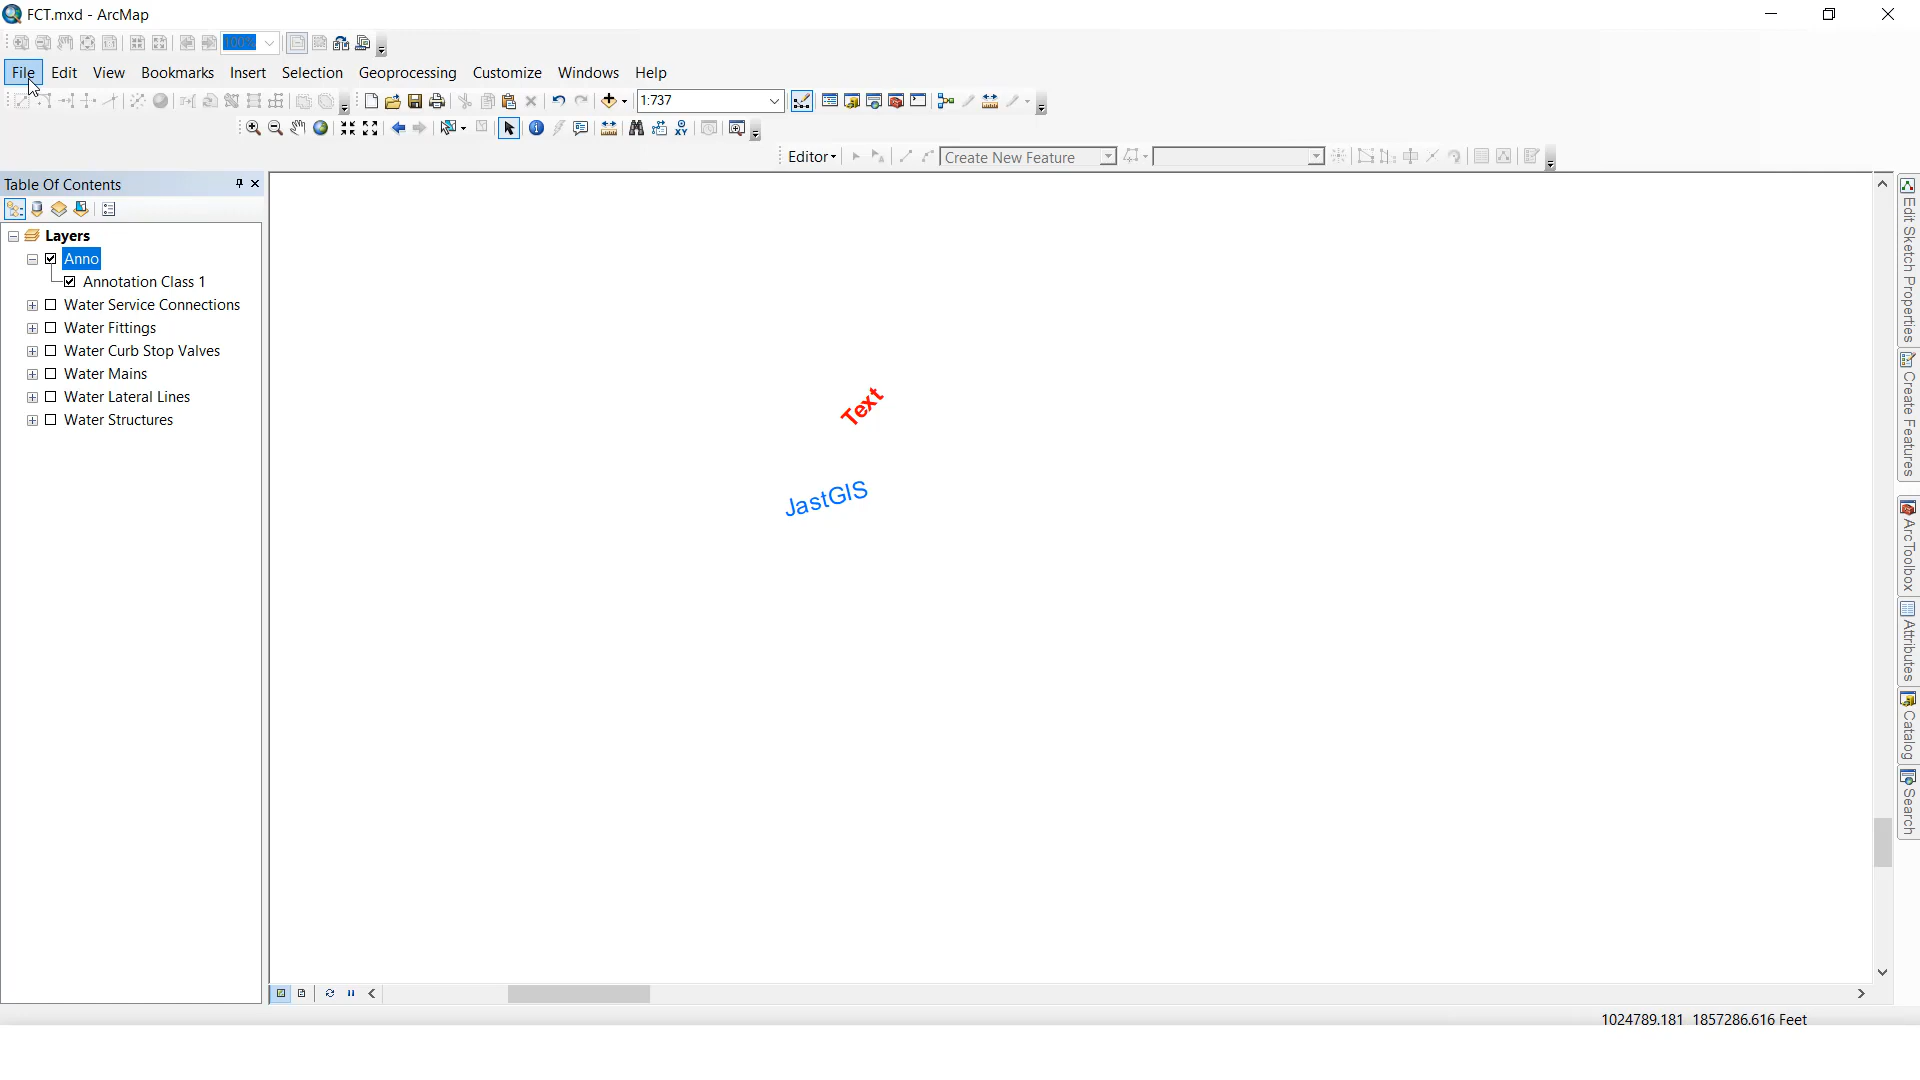 FCT.mxd - ArcMap
100%
File Edit View Bookmarks Insert Selection Geoprocessing Customize Windows Help
1:737
Editor
Create New Feature
Table Of Contents
Layers
Anno
Annotation Class 1
Water Service Connections
Water Fittings
Water Curb Stop Valves
Water Mains
Water Lateral Lines
Water Structures
Text
JastGIS
Edit Sketch Properties
Create Features
ArcToolbox
Attributes
Catalog
Search
1024789.181 1857286.616 Feet